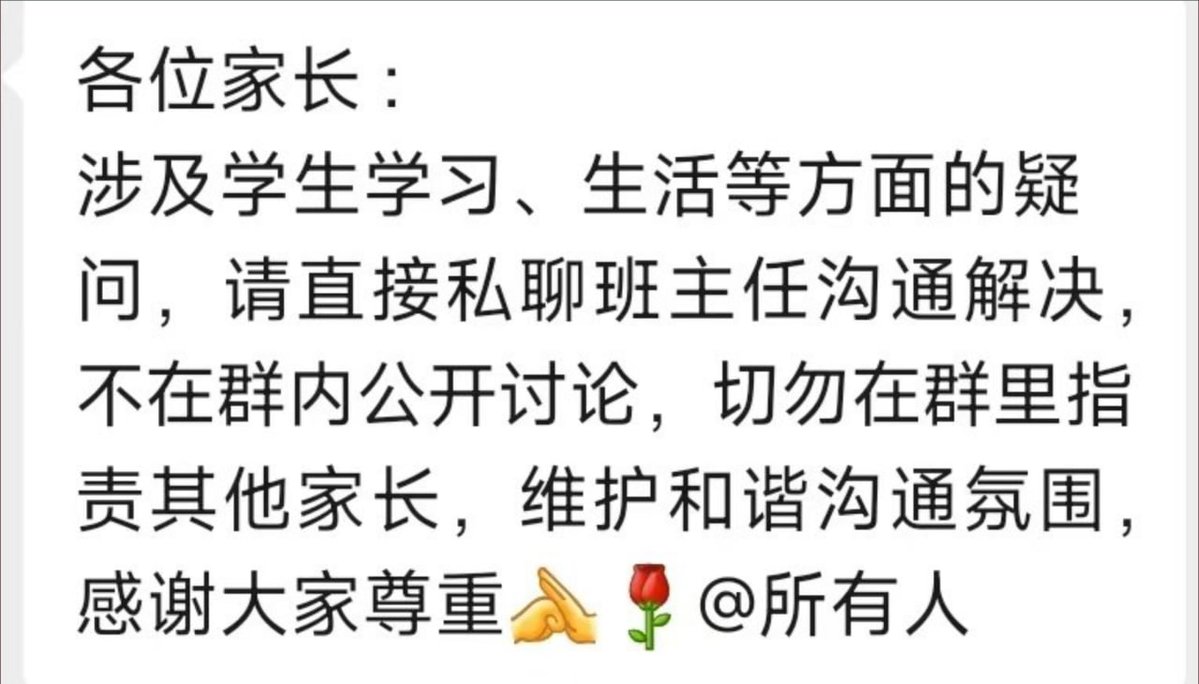 各位家长：
涉及学生学习、生活等方面的疑
问，请直接私聊班主任沟通解决，
不在群内公开讨论，切勿在群里指
责其他家长，维护和谐沟通氛围，
感谢大家尊重🫱🌹@所有人